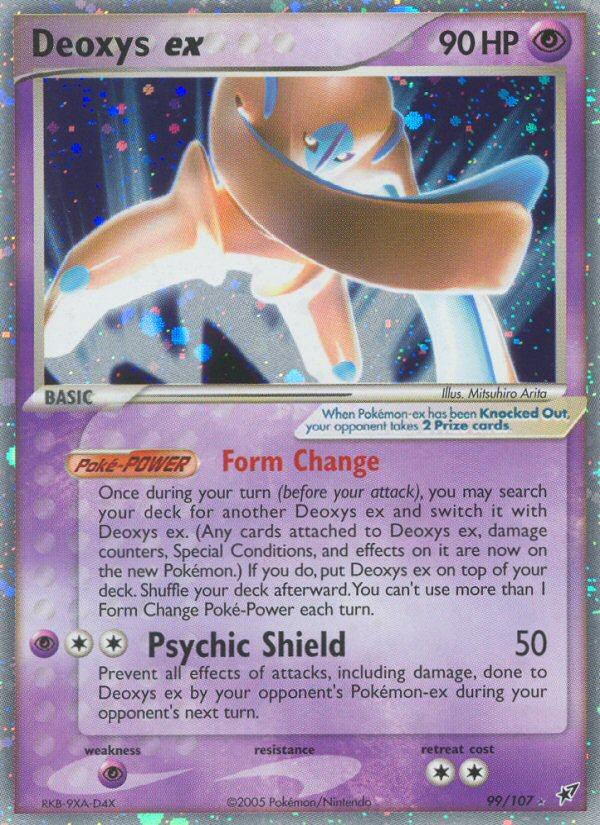 Deoxys ex 90 HP
BASIC
Illus. Mitsuhiro Arita
When Pokémon-ex has been Knocked Out,
your opponent takes 2 Prize cards.
Poké-POWER Form Change
Once during your turn (before your attack), you may search
your deck for another Deoxys ex and switch it with
Deoxys ex. (Any cards attached to Deoxys ex, damage
counters, Special Conditions, and effects on it are now on
the new Pokémon.) If you do, put Deoxys ex on top of your
deck. Shuffle your deck afterward. You can't use more than 1
Form Change Poké-Power each turn.
Psychic Shield 50
Prevent all effects of attacks, including damage, done to
Deoxys ex by your opponent's Pokémon-ex during your
opponent's next turn.
weakness resistance retreat cost
RKB-9XA-D4X ©2005 Pokémon/Nintendo 99/107 ★